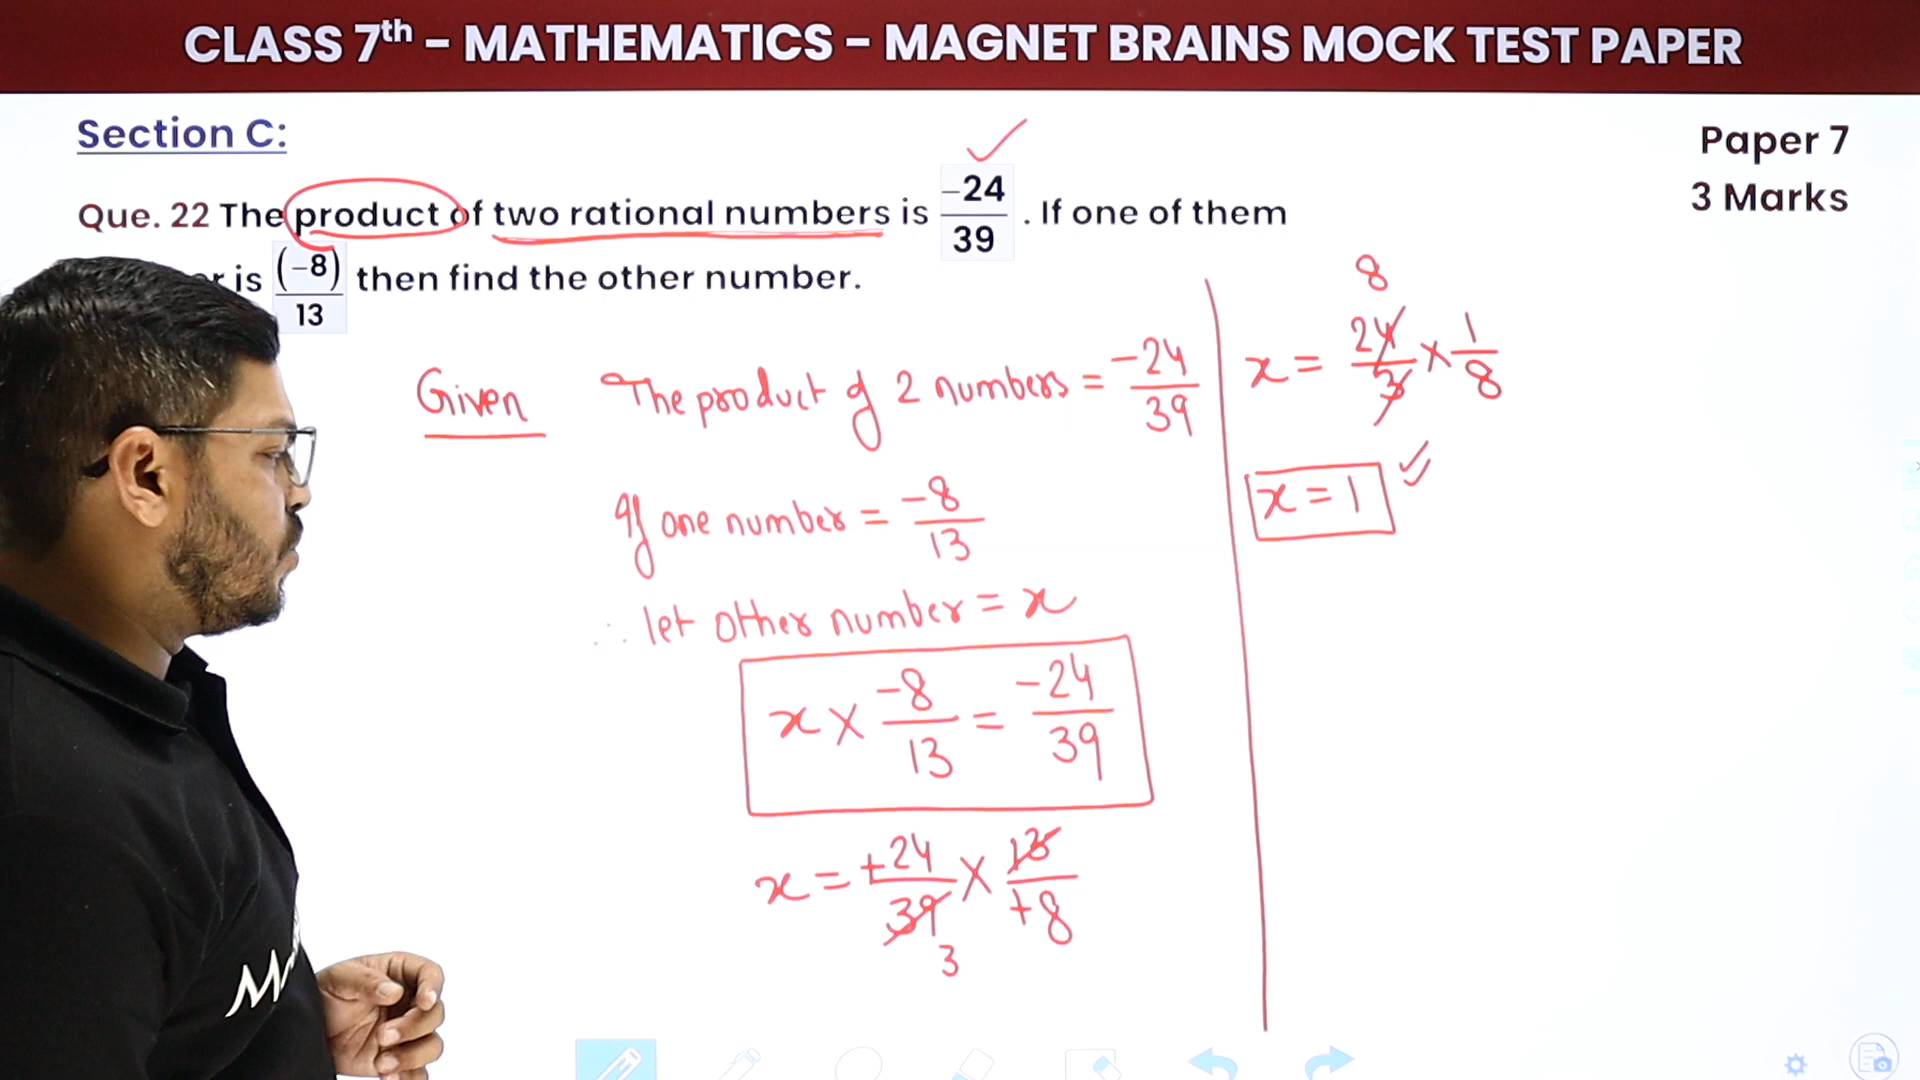 CLASS 7th - MATHEMATICS - MAGNET BRAINS MOCK TEST PAPER
Section C:
Paper 7
3 Marks
Que. 22 The product of two rational numbers is -24/39 . If one of them
is (-8)/13 then find the other number.
Given The product of 2 numbers = -24/39
If one number = -8/13
∴ let other number = x
x × -8/13 = -24/39
x = +24/39 × 13/+8
3
8
x = 24/3 × 1/8
x = 1